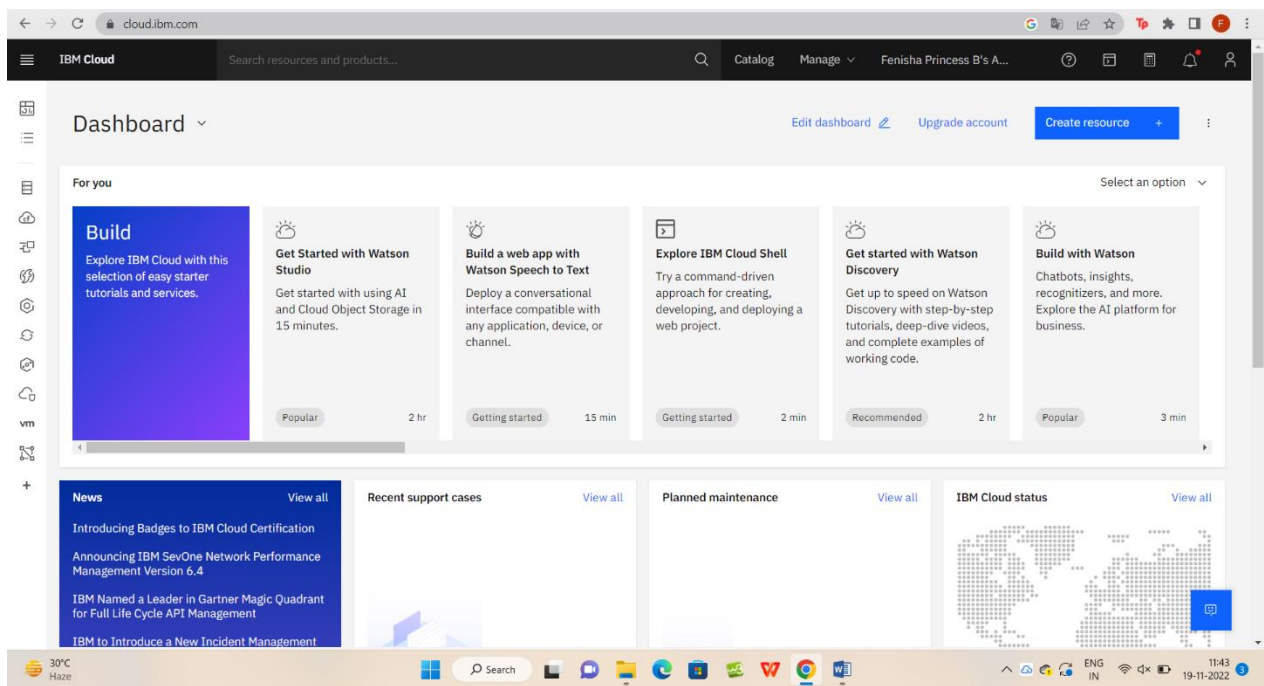 cloud.ibm.com
Tp
F
IBM Cloud
Search resources and products...
Catalog
Manage
Fenisha Princess B's A...
Dashboard
Edit dashboard
Upgrade account
Create resource +
For you
Select an option
Build
Explore IBM Cloud with this
selection of easy starter
tutorials and services.
Get Started with Watson
Studio
Get started with using AI
and Cloud Object Storage in
15 minutes.
Popular
2 hr
Build a web app with
Watson Speech to Text
Deploy a conversational
interface compatible with
any application, device, or
channel.
Getting started
15 min
Explore IBM Cloud Shell
Try a command-driven
approach for creating,
developing, and deploying a
web project.
Getting started
2 min
Get started with Watson
Discovery
Get up to speed on Watson
Discovery with step-by-step
tutorials, deep-dive videos,
and complete examples of
working code.
Recommended
2 hr
Build with Watson
Chatbots, insights,
recognitizers, and more.
Explore the AI platform for
business.
Popular
3 min
vm
News
View all
Introducing Badges to IBM Cloud Certification
Announcing IBM SevOne Network Performance
Management Version 6.4
IBM Named a Leader in Gartner Magic Quadrant
for Full Life Cycle API Management
IBM to Introduce a New Incident Management
Recent support cases
View all
Planned maintenance
View all
IBM Cloud status
View all
30°C
Haze
Search
ENG
IN
11:43
19-11-2022
3